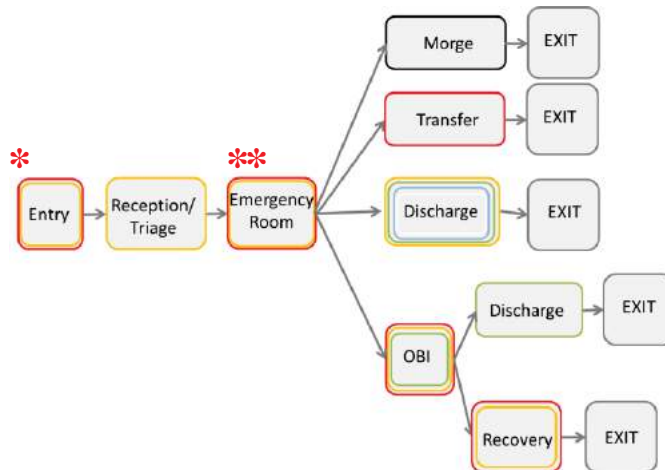 Morge
EXIT
Transfer
EXIT
*
**
Entry
Reception/
Triage
Emergency
Room
Discharge
EXIT
Discharge
EXIT
OBI
Recovery
EXIT